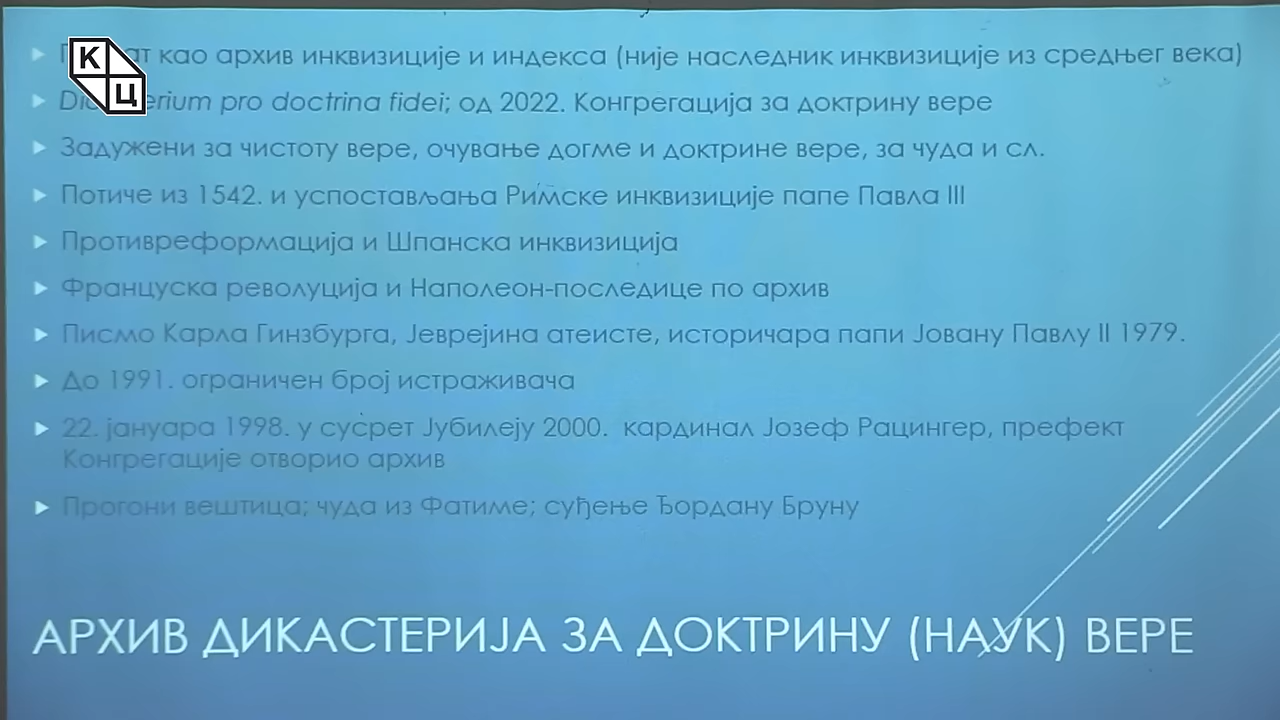 КЦ
као архив инквизиције и индекса (није наследник инквизиције из средњег века)
pro doctrina fidei; од 2022. Конгрегација за доктрину вере
Задужени за чистоту вере, очување догме и доктрине вере, за чуда и сл.
Потиче из 1542. и успостављања Римске инквизиције папе Павла III
Противреформација и Шпанска инквизиција
Француска револуција и Наполеон-последице по архив
Писмо Карла Гинзбурга, Јеврејина атеисте, историчара папи Јовану Павлу II 1979.
До 1991. ограничен број истраживача
22. јануара 1998. у сусрет Јубилеју 2000. кардинал Јозеф Рацингер, префект
Конгрегације отворио архив
Прогони вештица; чуда из Фатиме; суђење Ђордану Бруну
АРХИВ ДИКАСТЕРИЈА ЗА ДОКТРИНУ (НАУК) ВЕРЕ